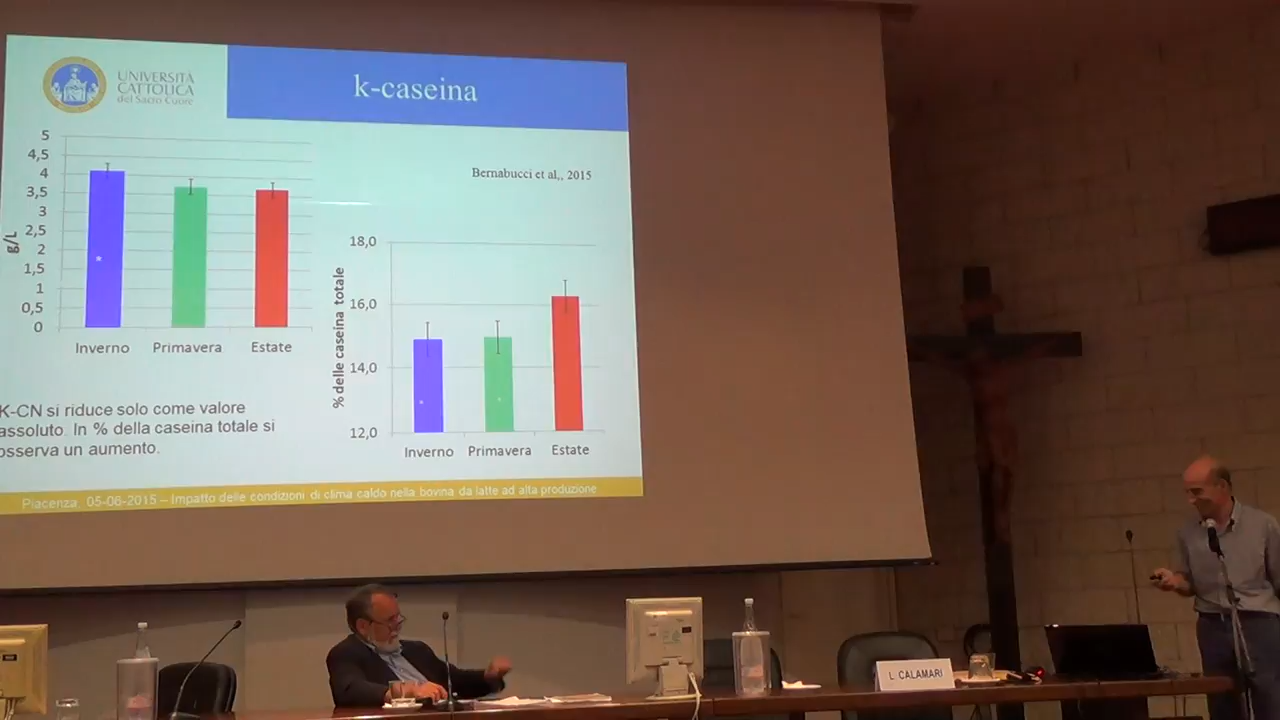 UNIVERSITÀ
CATTOLICA
del Sacro Cuore
k-caseina
Bernabucci et al,, 2015
5
4,5
4
3,5
3
2,5
2
1,5
1
0,5
0
g/L
*
Inverno Primavera Estate
18,0
16,0
14,0
12,0
% delle caseina totale
Inverno Primavera Estate
K-CN si riduce solo come valore
assoluto. In % della caseina totale si
osserva un aumento.
Piacenza 05-06-2015 – Impatto delle condizioni di clima caldo nella bovina da latte ad alta produzione
L. CALAMARI